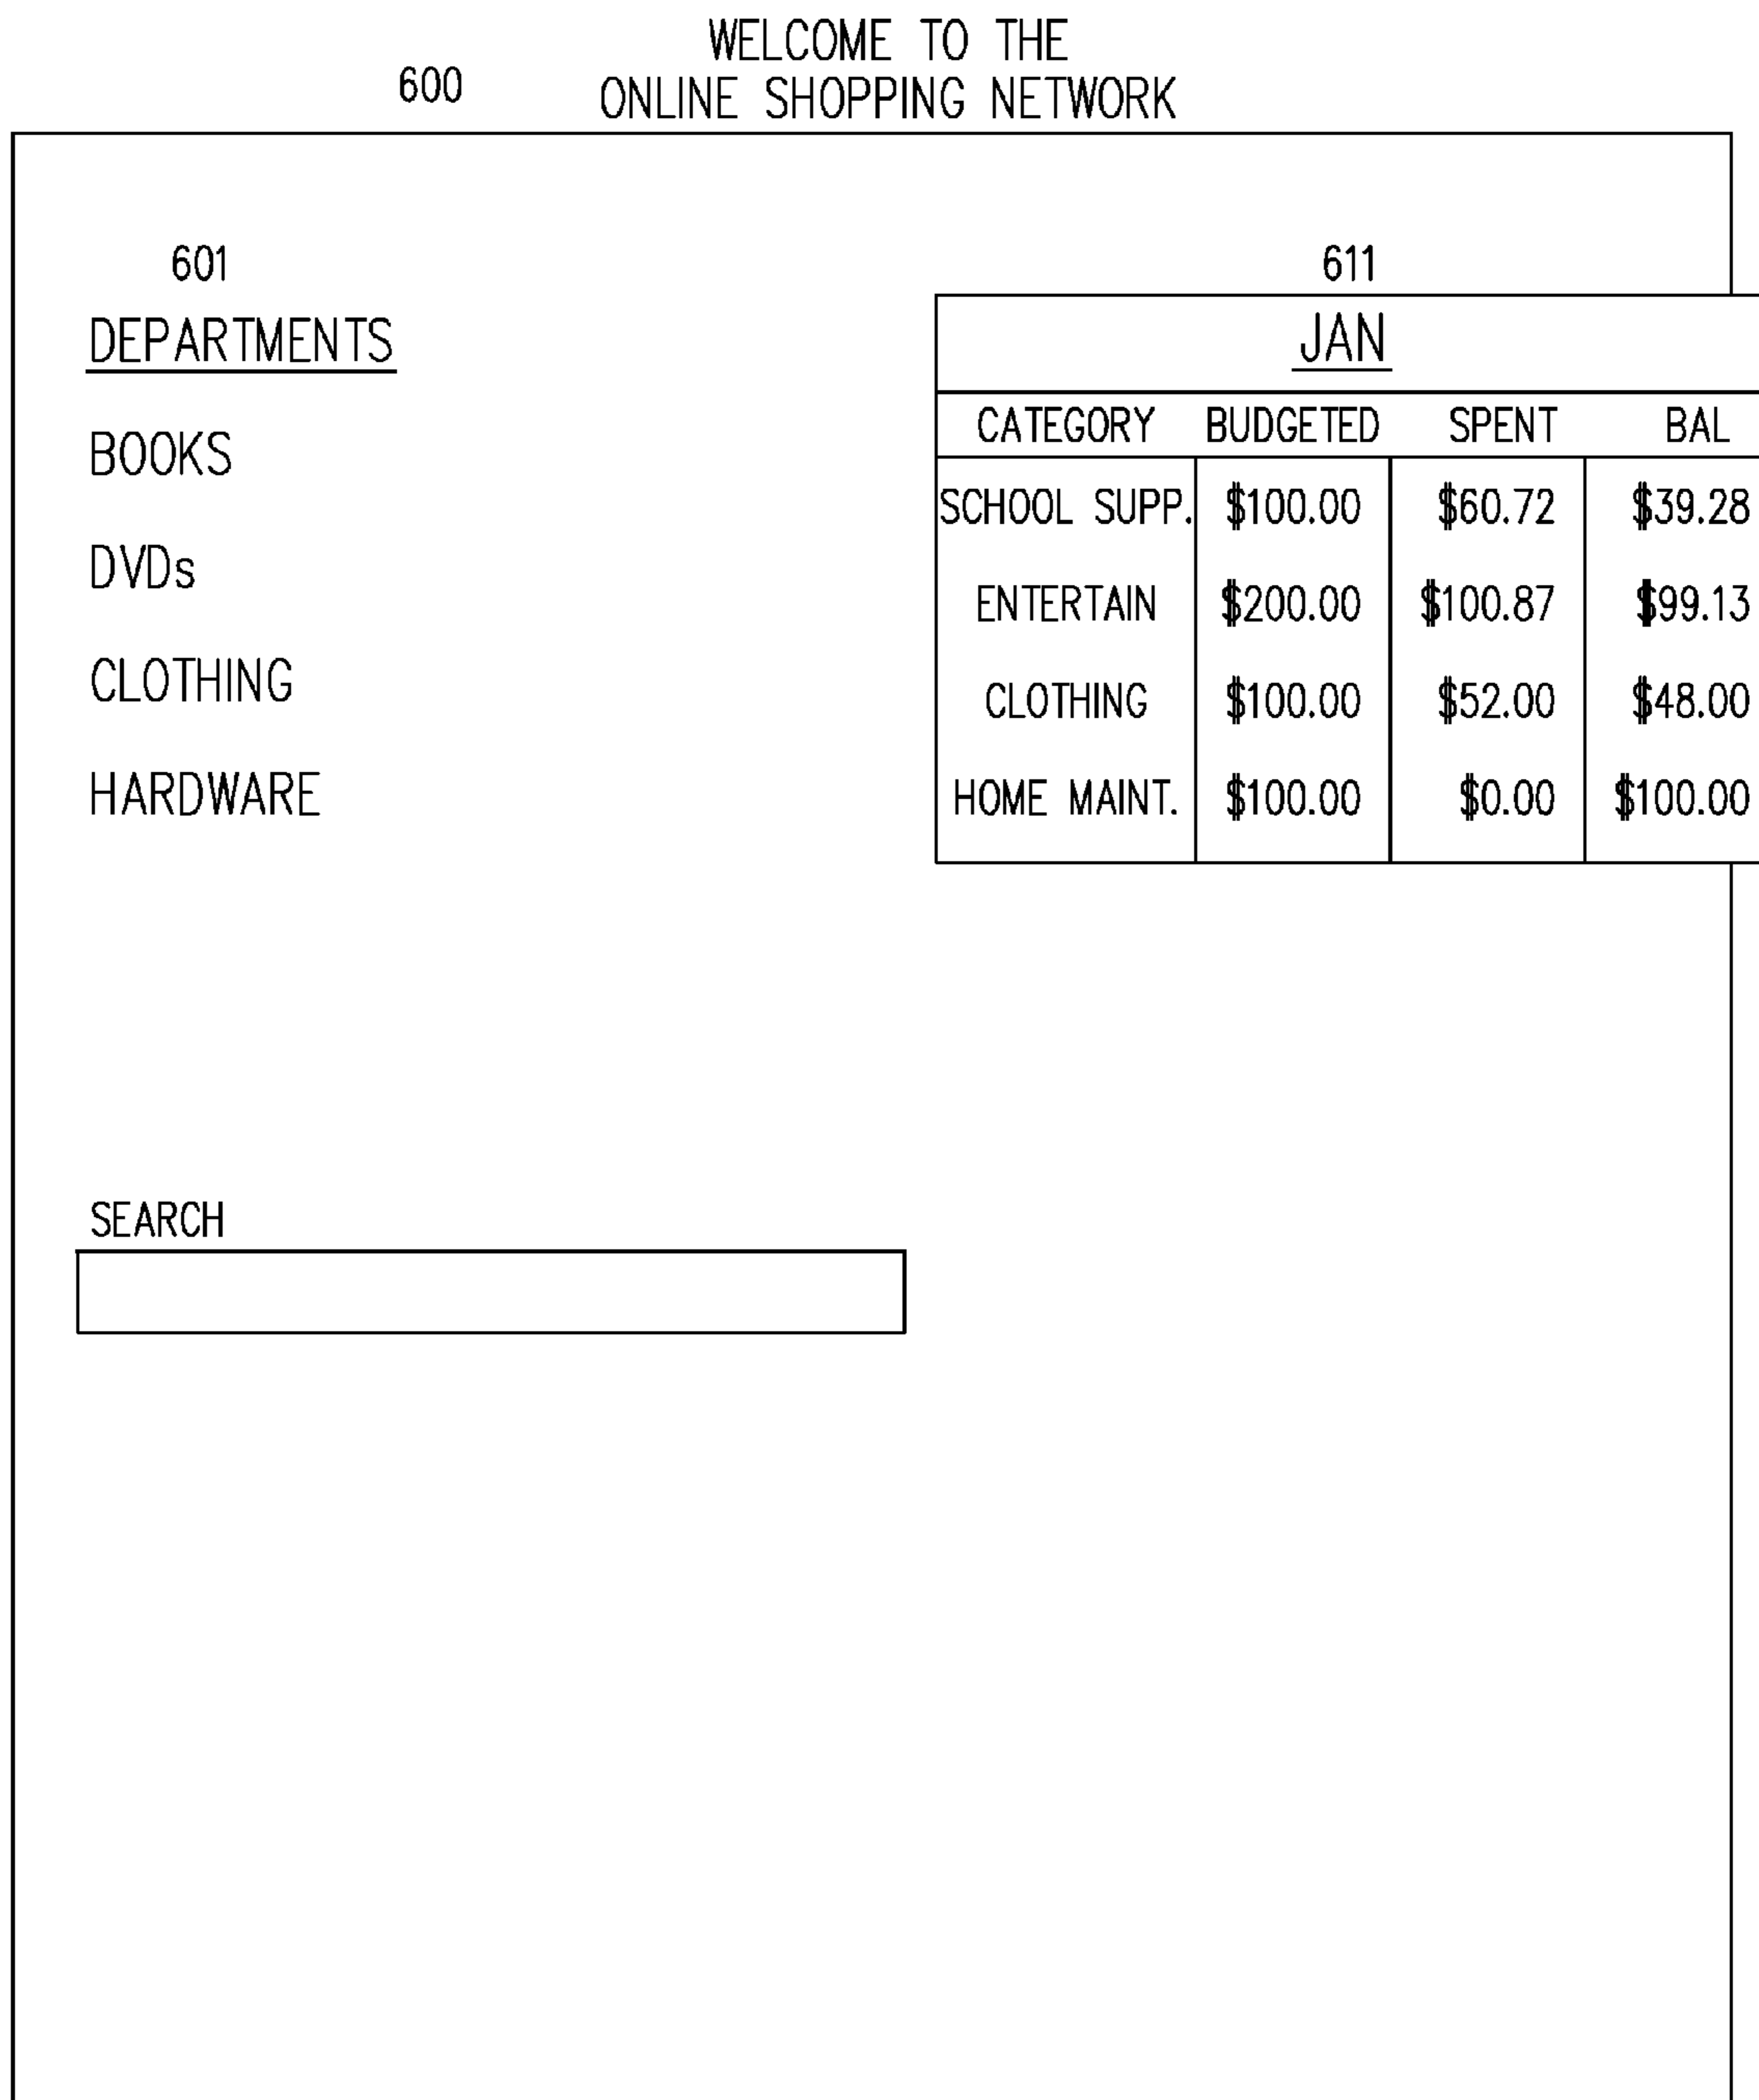 WELCOME TO THE
600 ONLINE SHOPPING NETWORK
601
DEPARTMENTS
BOOKS
DVDs
CLOTHING
HARDWARE
611
JAN
CATEGORY BUDGETED SPENT BAL
SCHOOL SUPP. $100.00 $60.72 $39.28
ENTERTAIN $200.00 $100.87 $99.13
CLOTHING $100.00 $52.00 $48.00
HOME MAINT. $100.00 $0.00 $100.00
SEARCH